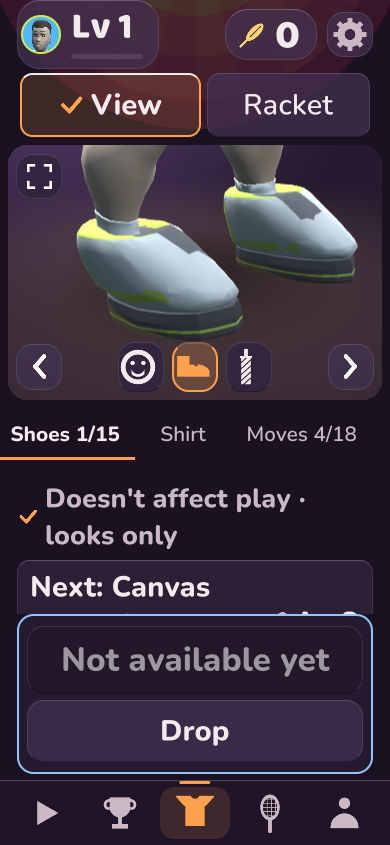 Lv 1
0
View
Racket
Shoes 1/15
Shirt
Moves 4/18
Doesn't affect play ·
looks only
Next: Canvas
Not available yet
Drop